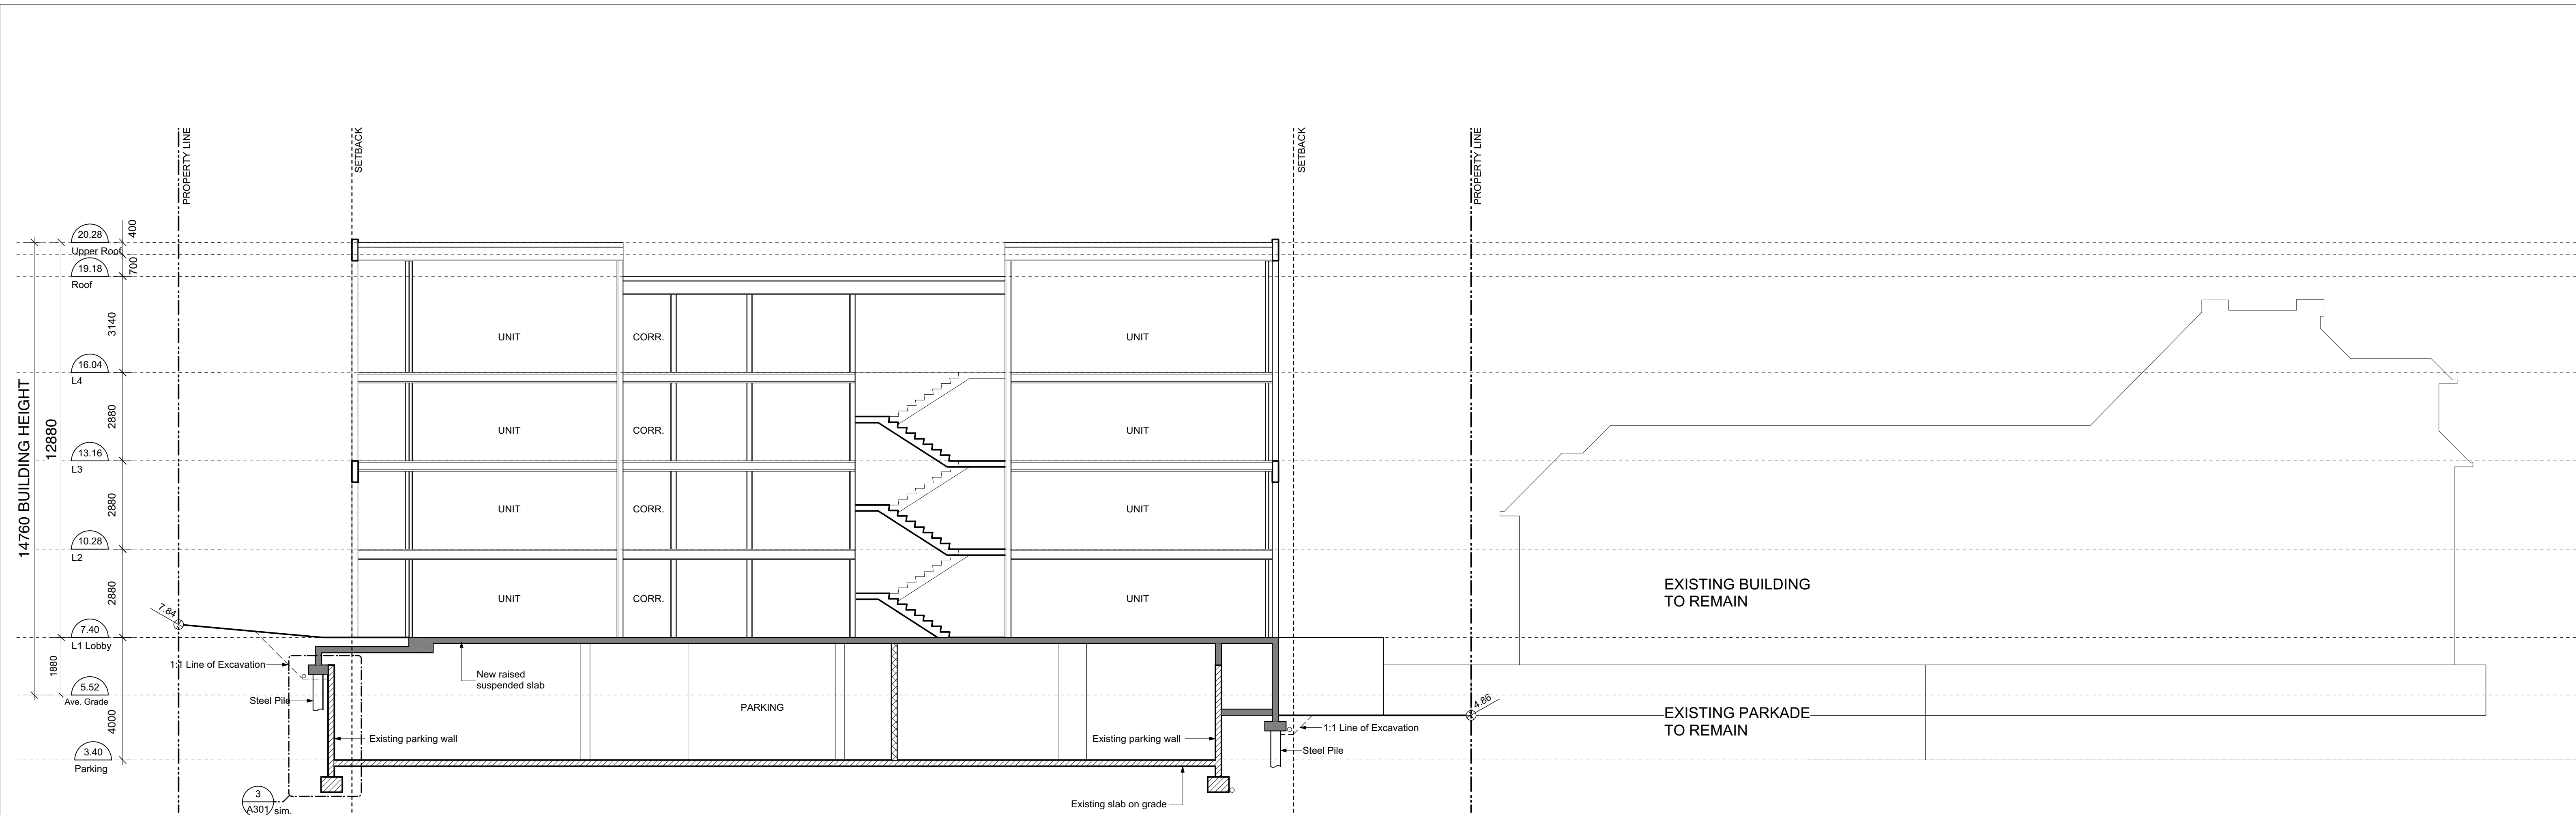 PROPERTY LINE
SETBACK
SETBACK
PROPERTY LINE
20.28
Upper Roof
400
19.18
Roof
700
3140
UNIT
CORR.
UNIT
16.04
L4
14760 BUILDING HEIGHT
12880
2880
UNIT
CORR.
UNIT
13.16
L3
2880
UNIT
CORR.
UNIT
10.28
L2
2880
UNIT
CORR.
UNIT
EXISTING BUILDING
TO REMAIN
7.84
7.40
L1 Lobby
1880
1:1 Line of Excavation
New raised
suspended slab
5.52
Ave. Grade
Steel Pile
PARKING
4.86
EXISTING PARKADE
TO REMAIN
4000
Existing parking wall
Existing parking wall
1:1 Line of Excavation
Steel Pile
3.40
Parking
3
A301
sim.
Existing slab on grade